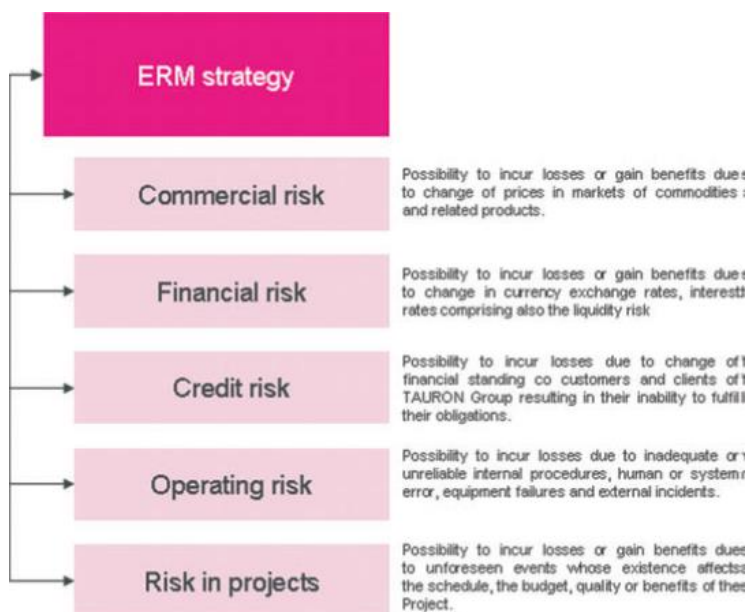 ERM strategy
Commercial risk
Possibility to incur losses or gain benefits due
to change of prices in markets of commodities
and related products.
Financial risk
Possibility to incur losses or gain benefits due
to change in currency exchange rates, interest
rates comprising also the liquidity risk
Credit risk
Possibility to incur losses due to change of
financial standing co customers and clients of
TAURON Group resulting in their inability to fulfill
their obligations.
Operating risk
Possibility to incur losses due to inadequate or
unreliable internal procedures, human or system
error, equipment failures and external incidents.
Risk in projects
Possibility to incur losses or gain benefits due
to unforeseen events whose existence affects
the schedule, the budget, quality or benefits of the
Project.